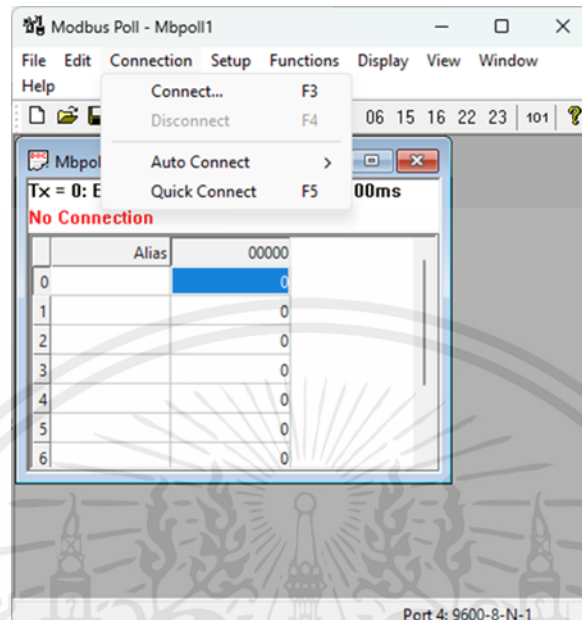 Modbus Poll - Mbpoll1
File Edit Connection Setup Functions Display View Window
Help
Connect... F3
Disconnect F4
Auto Connect >
Quick Connect F5
06 15 16 22 23 101
Mbpol
Tx = 0: E 00ms
No Connection
Alias 00000
0 0
1 0
2 0
3 0
4 0
5 0
6 0
Port 4: 9600-8-N-1